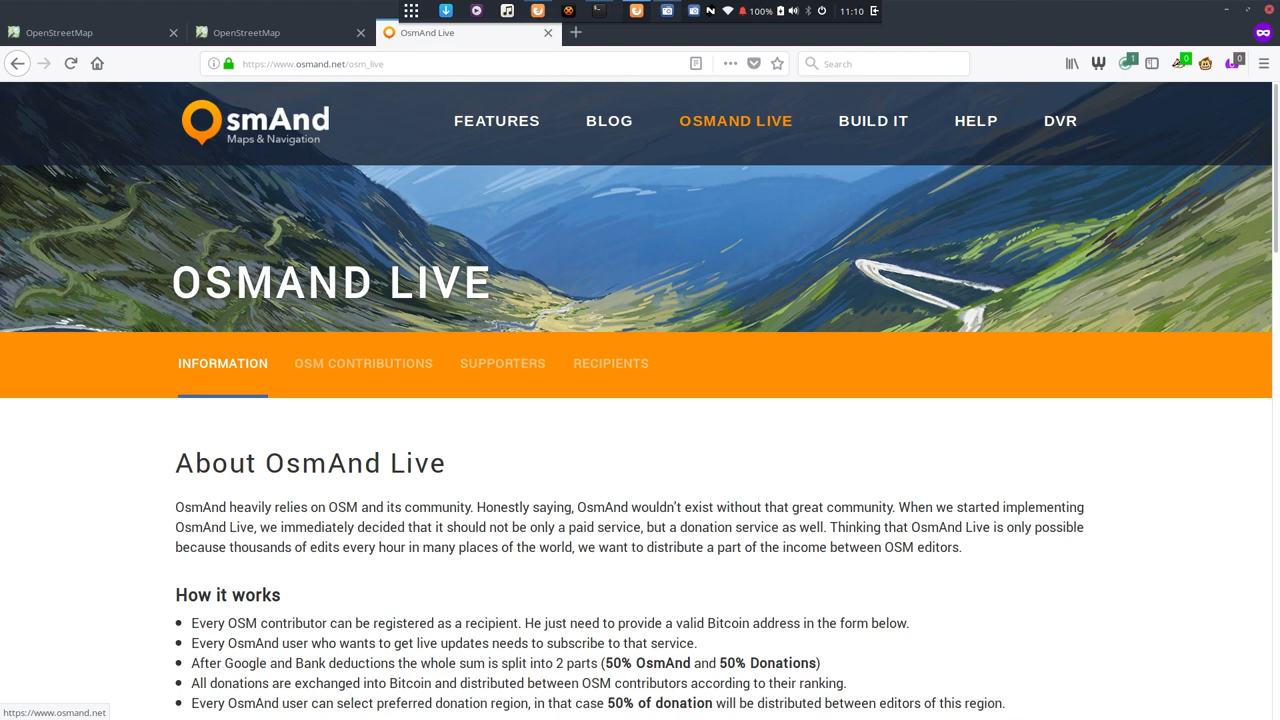 100%
11:10
OpenStreetMap
OpenStreetMap
OsmAnd Live
https://www.osmand.net/osm_live
Search
1
0
0
OsmAnd
Maps & Navigation
FEATURES
BLOG
OSMAND LIVE
BUILD IT
HELP
DVR
OSMAND LIVE
INFORMATION
OSM CONTRIBUTIONS
SUPPORTERS
RECIPIENTS
About OsmAnd Live
OsmAnd heavily relies on OSM and its community. Honestly saying, OsmAnd wouldn’t exist without that great community. When we started implementing
OsmAnd Live, we immediately decided that it should not be only a paid service, but a donation service as well. Thinking that OsmAnd Live is only possible
because thousands of edits every hour in many places of the world, we want to distribute a part of the income between OSM editors.
How it works
Every OSM contributor can be registered as a recipient. He just need to provide a valid Bitcoin address in the form below.
Every OsmAnd user who wants to get live updates needs to subscribe to that service.
After Google and Bank deductions the whole sum is split into 2 parts (50% OsmAnd and 50% Donations)
All donations are exchanged into Bitcoin and distributed between OSM contributors according to their ranking.
Every OsmAnd user can select preferred donation region, in that case 50% of donation will be distributed between editors of this region.
https://www.osmand.net